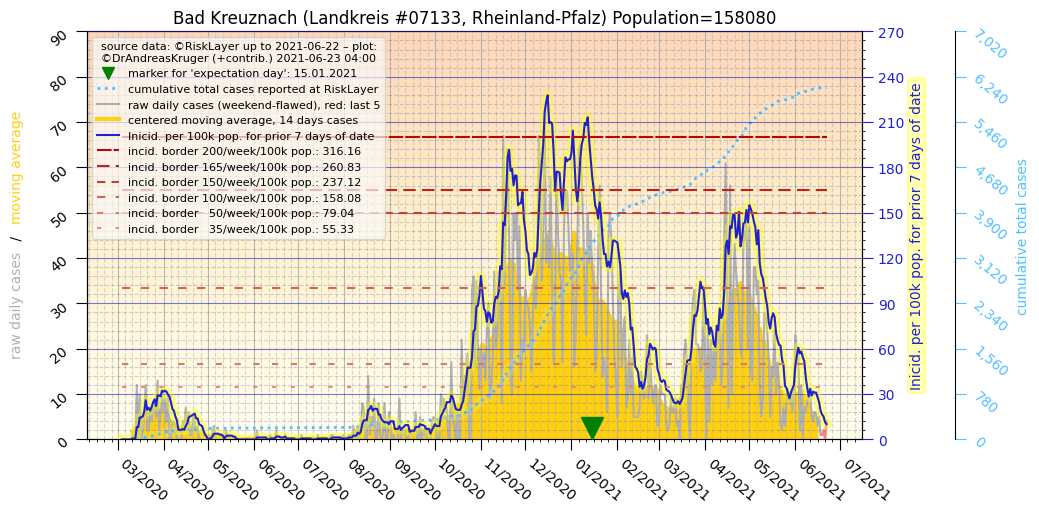 Bad Kreuznach (Landkreis #07133, Rheinland-Pfalz) Population=158080
source data: ©RiskLayer up to 2021-06-22 – plot:
©DrAndreasKruger (+contrib.) 2021-06-23 04:00
marker for 'expectation day': 15.01.2021
cumulative total cases reported at RiskLayer
raw daily cases (weekend-flawed), red: last 5
centered moving average, 14 days cases
Inicid. per 100k pop. for prior 7 days of date
incid. border 200/week/100k pop.: 316.16
incid. border 165/week/100k pop.: 260.83
incid. border 150/week/100k pop.: 237.12
incid. border 100/week/100k pop.: 158.08
incid. border 50/week/100k pop.: 79.04
incid. border 35/week/100k pop.: 55.33
raw daily cases / moving average
90
80
70
60
50
40
30
20
10
0
03/2020
04/2020
05/2020
06/2020
07/2020
08/2020
09/2020
10/2020
11/2020
12/2020
01/2021
02/2021
03/2021
04/2021
05/2021
06/2021
07/2021
270
240
210
180
150
120
90
60
30
0
Inicid. per 100k pop. for prior 7 days of date
7,020
6,240
5,460
4,680
3,900
3,120
2,340
1,560
780
0
cumulative total cases